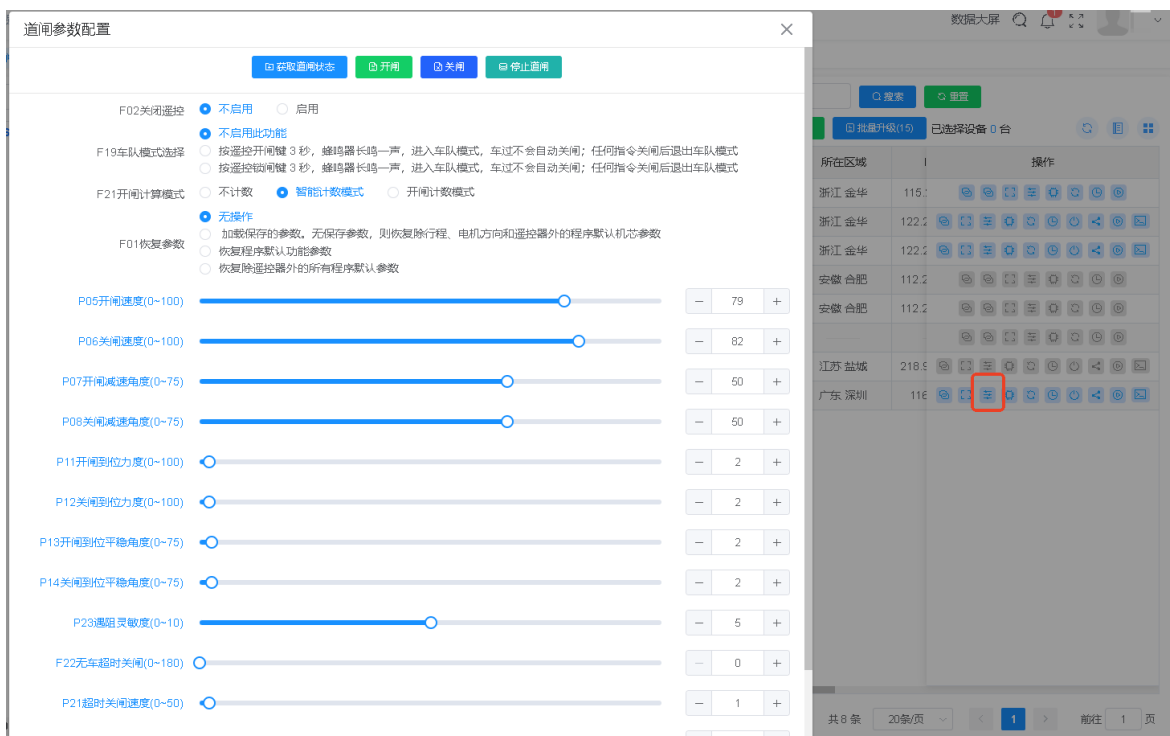 道闸参数配置
获取道闸状态
开闸
关闸
停止道闸
F02关闭遥控
不启用
启用
F19车队模式选择
不启用此功能
按遥控开闸键 3 秒，蜂鸣器长鸣一声，进入车队模式，车过不会自动关闸；任何指令关闸后退出车队模式
按遥控锁闸键 3 秒，蜂鸣器长鸣一声，进入车队模式，车过不会自动关闸；任何指令关闸后退出车队模式
F21开闸计算模式
不计数
智能计数模式
开闸计数模式
F01恢复参数
无操作
加载保存的参数。无保存参数，则恢复除行程、电机方向和遥控器外的程序默认机芯参数
恢复程序默认功能参数
恢复除遥控器外的所有程序默认参数
P05开闸速度(0~100)
79
P06关闸速度(0~100)
82
P07开闸减速角度(0~75)
50
P08关闸减速角度(0~75)
50
P11开闸到位力度(0~100)
2
P12关闸到位力度(0~100)
2
P13开闸到位平稳角度(0~75)
2
P14关闸到位平稳角度(0~75)
2
P23遇阻灵敏度(0~10)
5
F22无车超时关闸(0~180)
0
P21超时关闸速度(0~50)
1
数据大屏
搜索
重置
批量升级(15)
已选择设备 0 台
所在区域
操作
浙江 金华
115.
浙江 金华
122.2
浙江 金华
122.2
安徽 合肥
112.2
安徽 合肥
112.2
江苏 盐城
218.9
广东 深圳
116
共 8 条
20条/页
1
前往
1
页